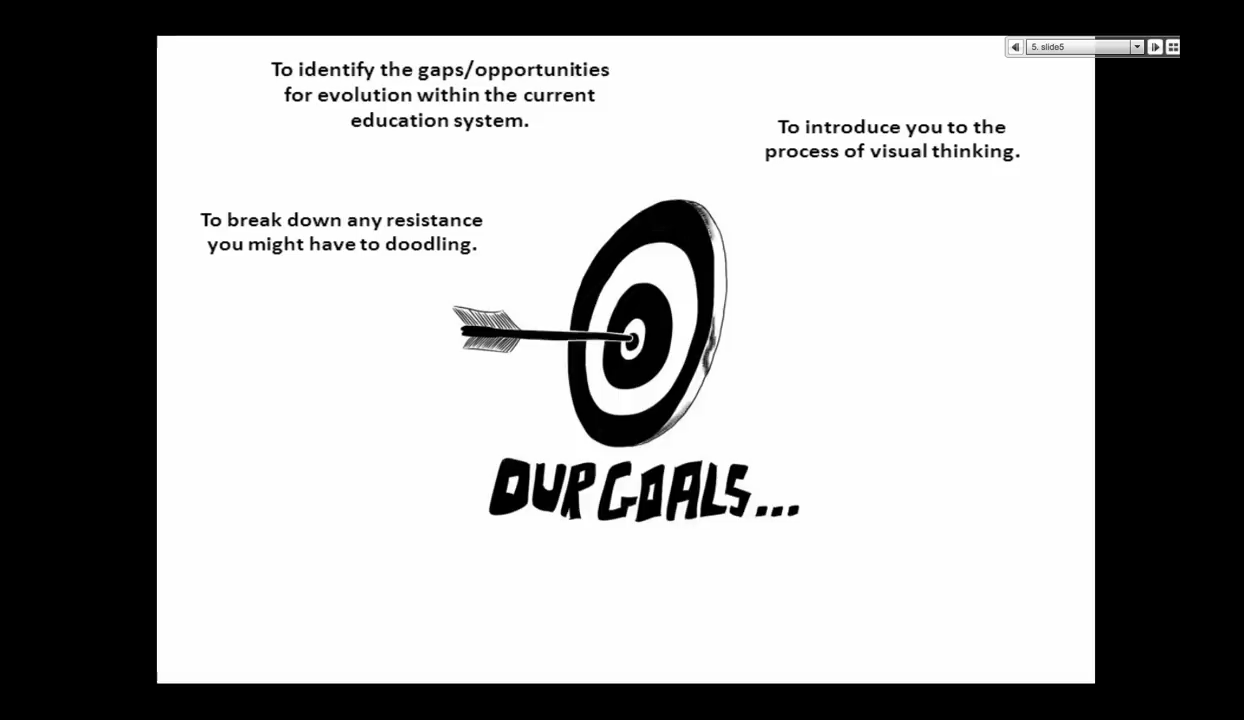 5. slide5
To identify the gaps/opportunities
for evolution within the current
education system.
To introduce you to the
process of visual thinking.
To break down any resistance
you might have to doodling.
OUR GOALS...